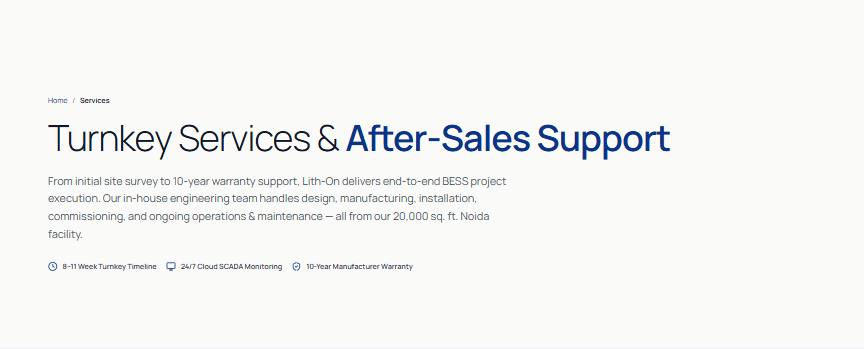 Home / Services
Turnkey Services & After-Sales Support
From initial site survey to 10-year warranty support, Lith-On delivers end-to-end BESS project
execution. Our in-house engineering team handles design, manufacturing, installation,
commissioning, and ongoing operations & maintenance — all from our 20,000 sq. ft. Noida
facility.
8–11 Week Turnkey Timeline 24/7 Cloud SCADA Monitoring 10-Year Manufacturer Warranty